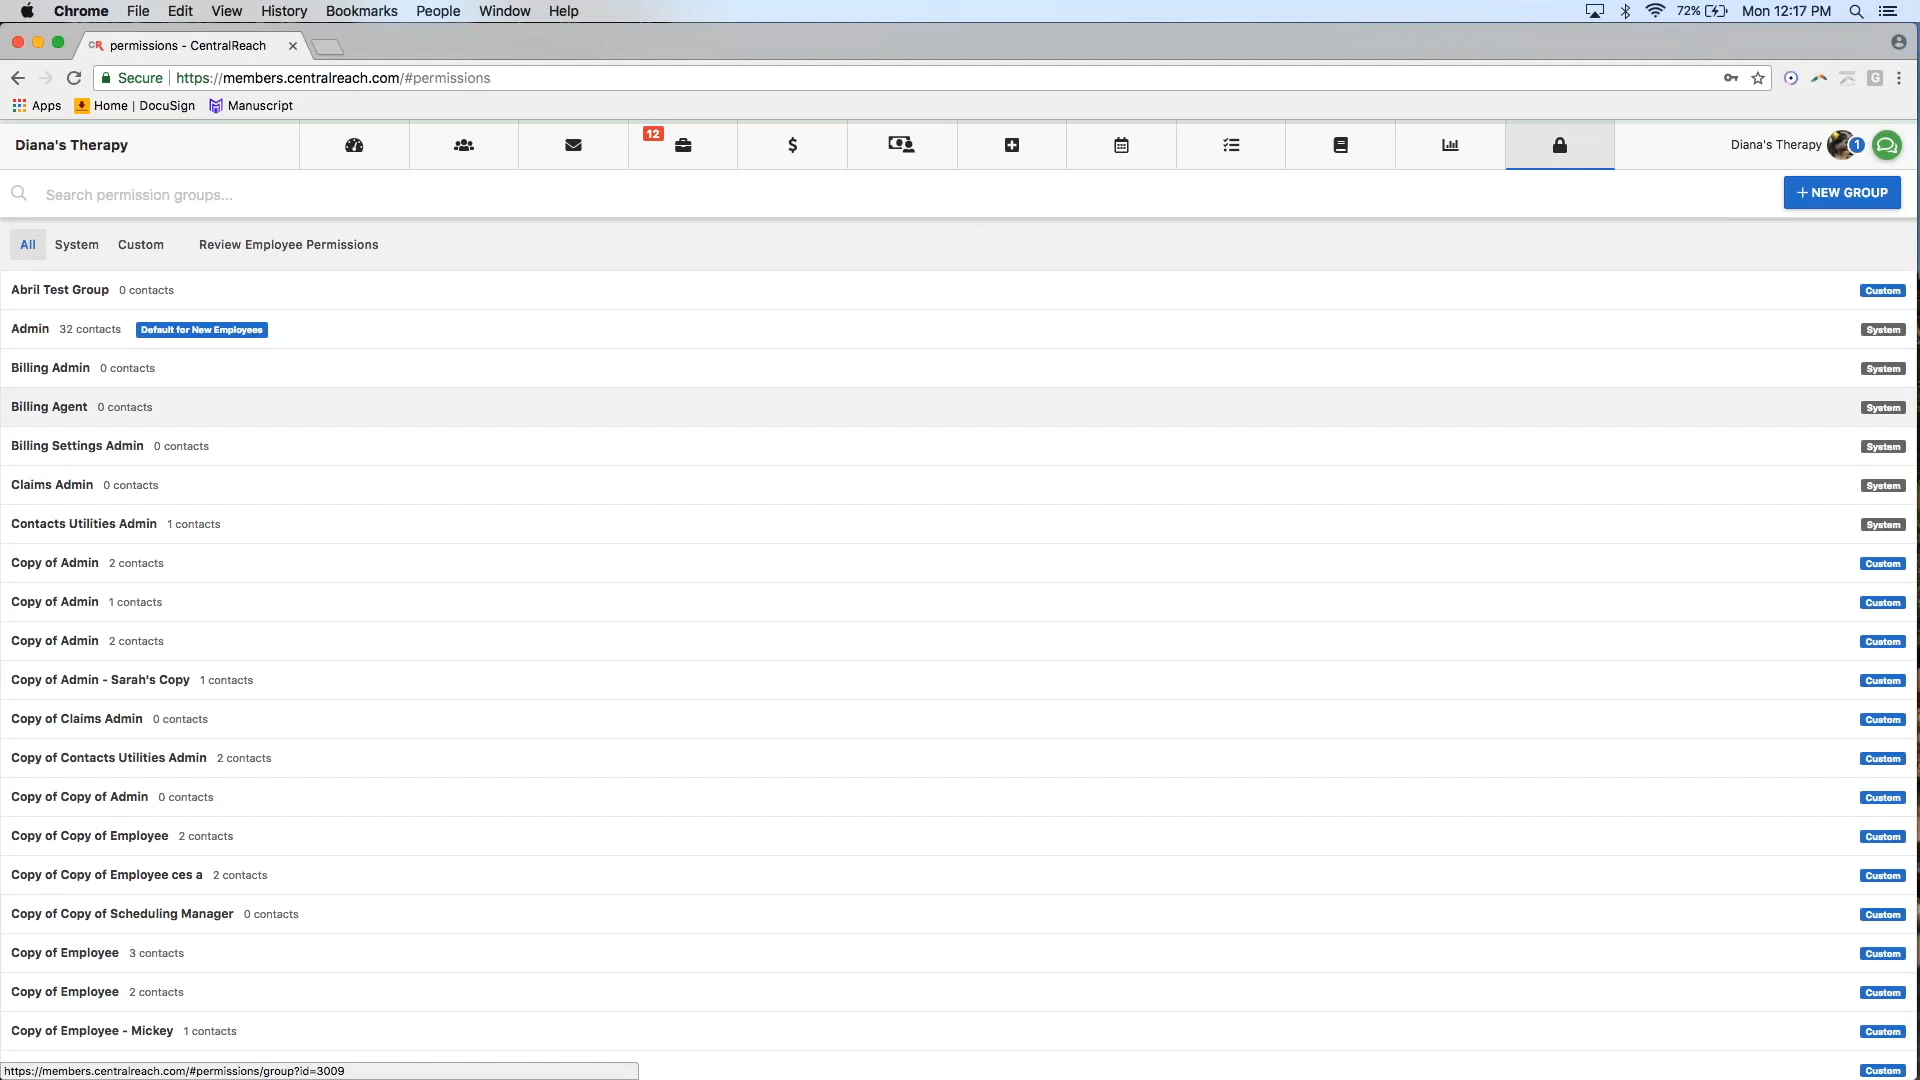 Chrome File Edit View History Bookmarks People Window Help 72% Mon 12:17 PM
permissions - CentralReach
Secure https://members.centralreach.com/#permissions
Apps Home | DocuSign Manuscript
Diana's Therapy 12 Diana's Therapy 1
Search permission groups... + NEW GROUP
All System Custom Review Employee Permissions
Abril Test Group 0 contacts Custom
Admin 32 contacts Default for New Employees System
Billing Admin 0 contacts System
Billing Agent 0 contacts System
Billing Settings Admin 0 contacts System
Claims Admin 0 contacts System
Contacts Utilities Admin 1 contacts System
Copy of Admin 2 contacts Custom
Copy of Admin 1 contacts Custom
Copy of Admin 2 contacts Custom
Copy of Admin - Sarah's Copy 1 contacts Custom
Copy of Claims Admin 0 contacts Custom
Copy of Contacts Utilities Admin 2 contacts Custom
Copy of Copy of Admin 0 contacts Custom
Copy of Copy of Employee 2 contacts Custom
Copy of Copy of Employee ces a 2 contacts Custom
Copy of Copy of Scheduling Manager 0 contacts Custom
Copy of Employee 3 contacts Custom
Copy of Employee 2 contacts Custom
Copy of Employee - Mickey 1 contacts Custom
https://members.centralreach.com/#permissions/group?id=3009 Custom